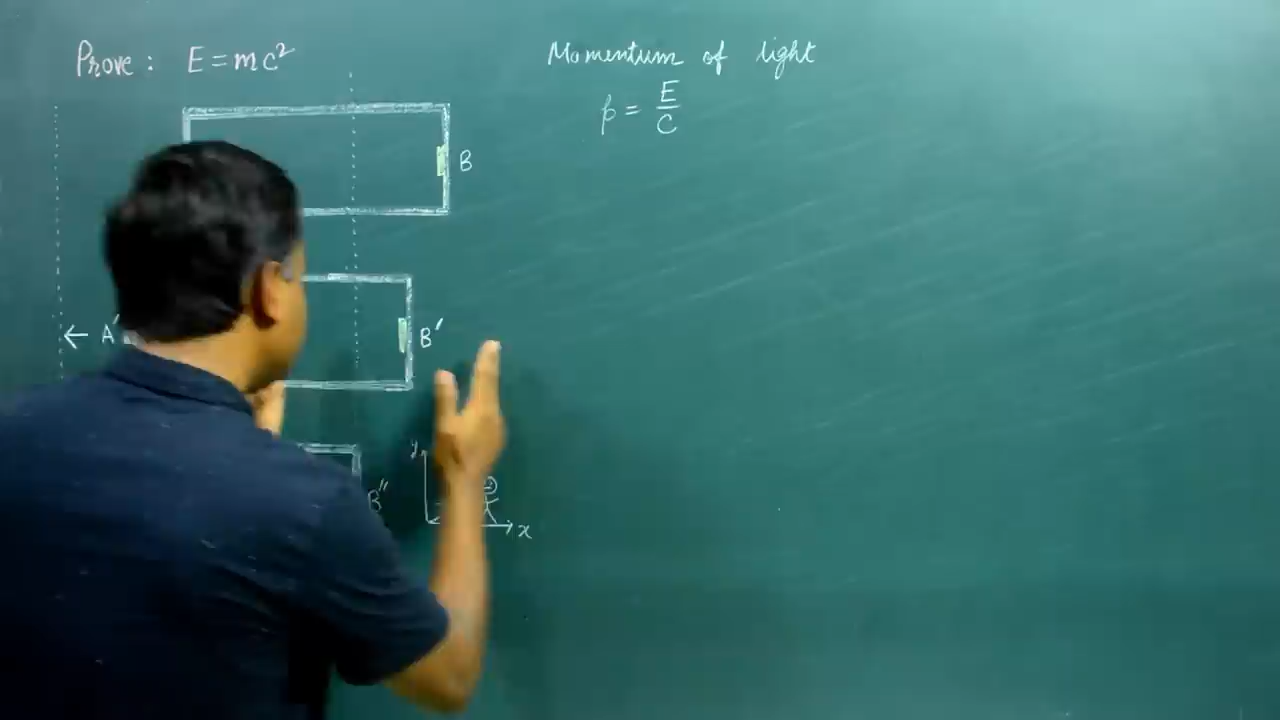 Prove : E = mc²
Momentum of light
p = E/C
B
← A′
B′
B″
y
x